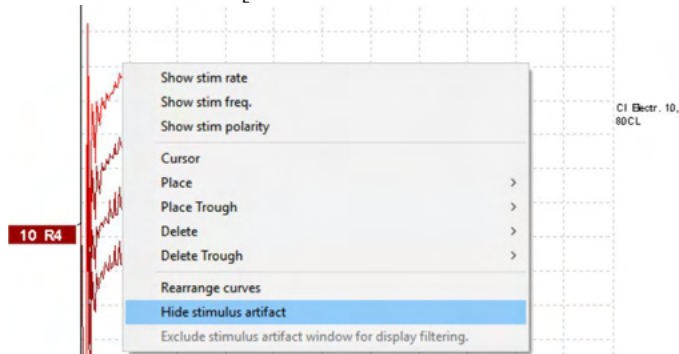 Show stim rate
Show stim freq.
Show stim polarity
CI Electr. 10,
80CL
Cursor
Place
Place Trough
10 R4
Delete
Delete Trough
Rearrange curves
Hide stimulus artifact
Exclude stimulus artifact window for display filtering.